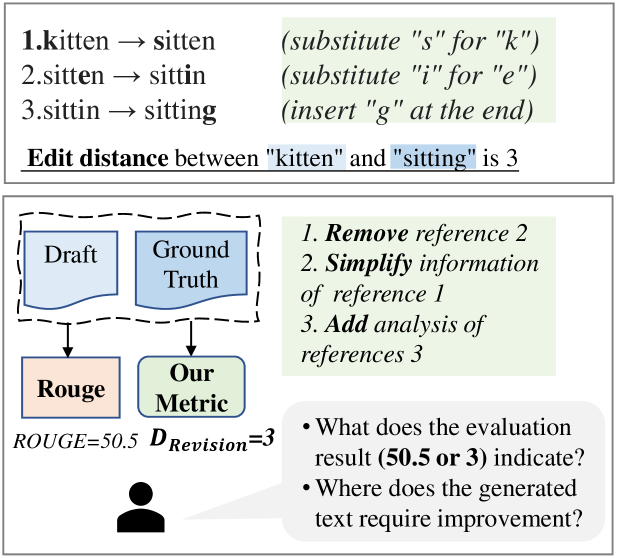 1.kitten → sitten (substitute "s" for "k")
2.sitten → sittin (substitute "i" for "e")
3.sittin → sitting (insert "g" at the end)
Edit distance between "kitten" and "sitting" is 3
Draft
Ground
Truth
Rouge
Our
Metric
ROUGE=50.5
D_Revision=3
1. Remove reference 2
2. Simplify information
of reference 1
3. Add analysis of
references 3
• What does the evaluation
result (50.5 or 3) indicate?
• Where does the generated
text require improvement?